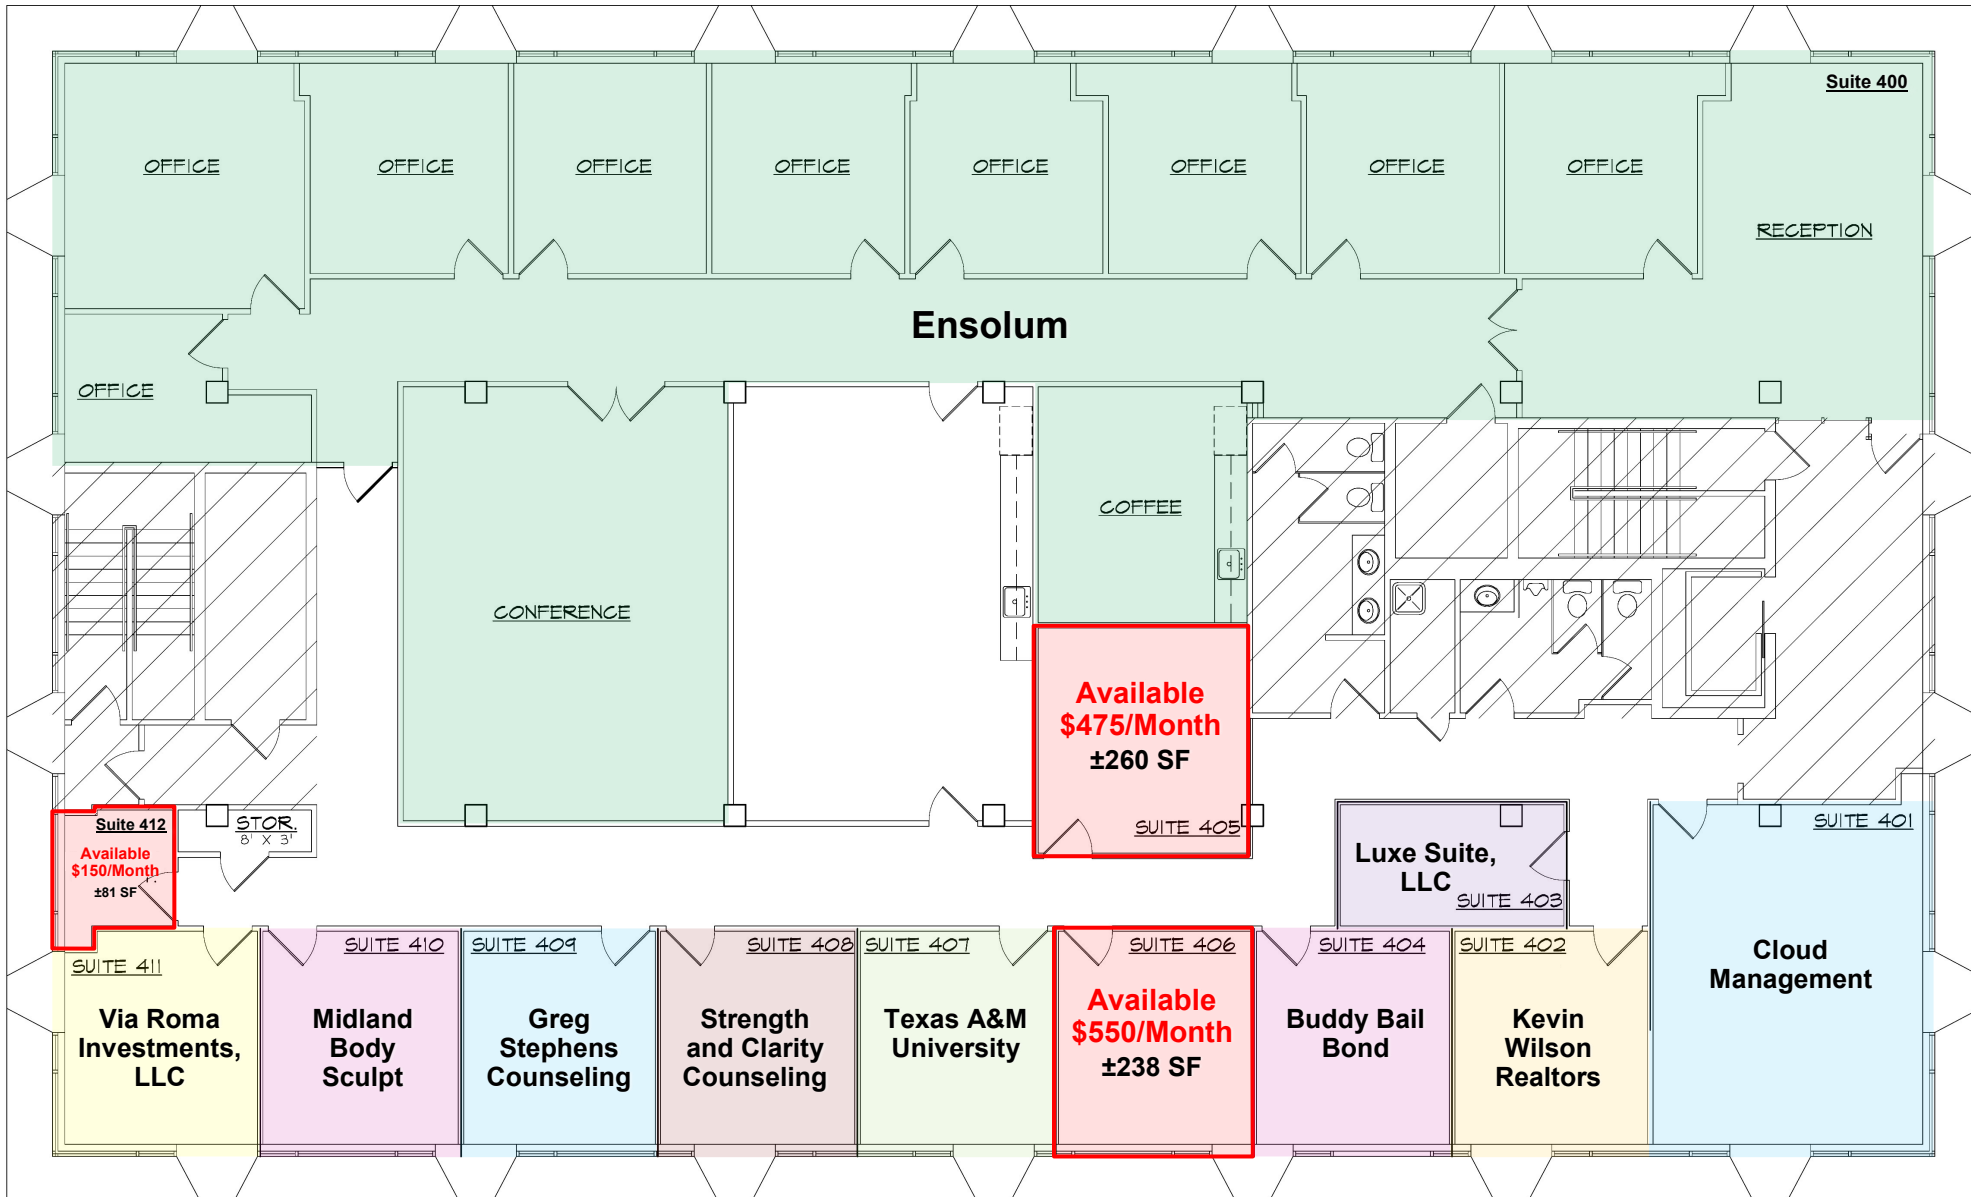 Suite 400
OFFICE
OFFICE
OFFICE
OFFICE
OFFICE
OFFICE
OFFICE
OFFICE
RECEPTION
Ensolum
OFFICE
COFFEE
CONFERENCE
Available
$475/Month
±260 SF
SUITE 405
Suite 412
Available
$150/Month
±81 SF
STOR.
8' X 3'
Luxe Suite,
LLC
SUITE 403
SUITE 401
Cloud
Management
SUITE 411
Via Roma
Investments,
LLC
SUITE 410
Midland
Body
Sculpt
SUITE 409
Greg
Stephens
Counseling
SUITE 408
Strength
and Clarity
Counseling
SUITE 407
Texas A&M
University
SUITE 406
Available
$550/Month
±238 SF
SUITE 404
Buddy Bail
Bond
SUITE 402
Kevin
Wilson
Realtors